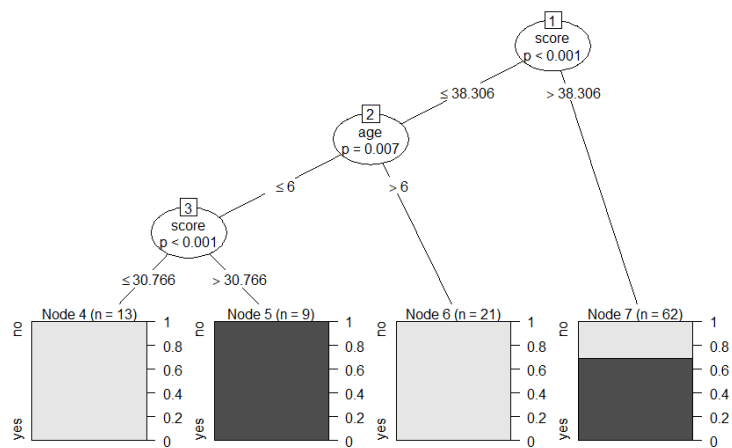 1
score
p < 0.001
≤ 38.306
> 38.306
2
age
p = 0.007
≤ 6
> 6
3
score
p < 0.001
≤ 30.766
> 30.766
Node 4 (n = 13)
no
yes
1
0.8
0.6
0.4
0.2
0
Node 5 (n = 9)
no
yes
1
0.8
0.6
0.4
0.2
0
Node 6 (n = 21)
no
yes
1
0.8
0.6
0.4
0.2
0
Node 7 (n = 62)
no
yes
1
0.8
0.6
0.4
0.2
0